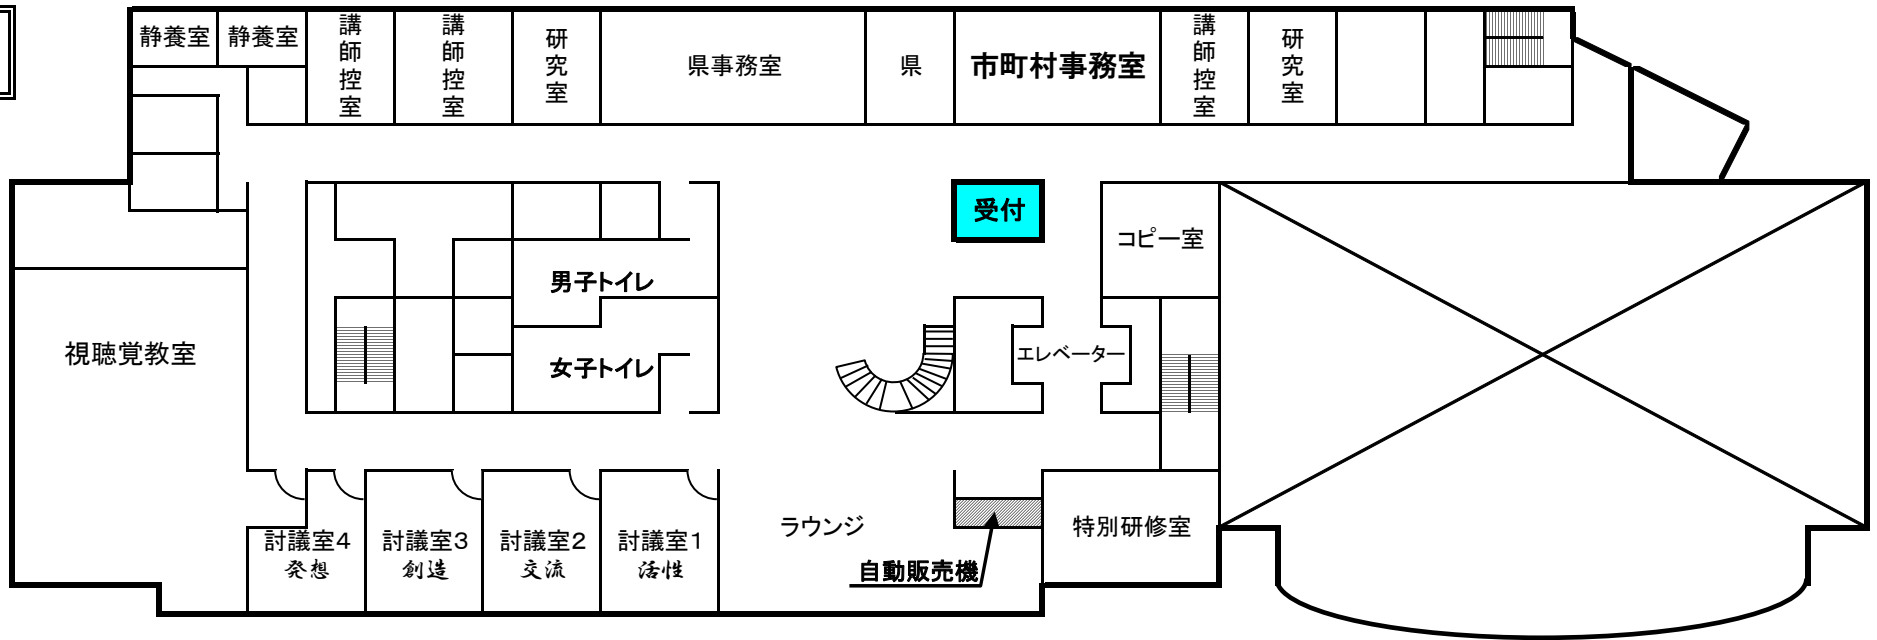 静養室
静養室
講師控室
講師控室
研究室
県事務室
県
市町村事務室
講師控室
研究室
受付
コピー室
男子トイレ
視聴覚教室
エレベーター
女子トイレ
討議室4
発想
討議室3
創造
討議室2
交流
討議室1
活性
ラウンジ
自動販売機
特別研修室